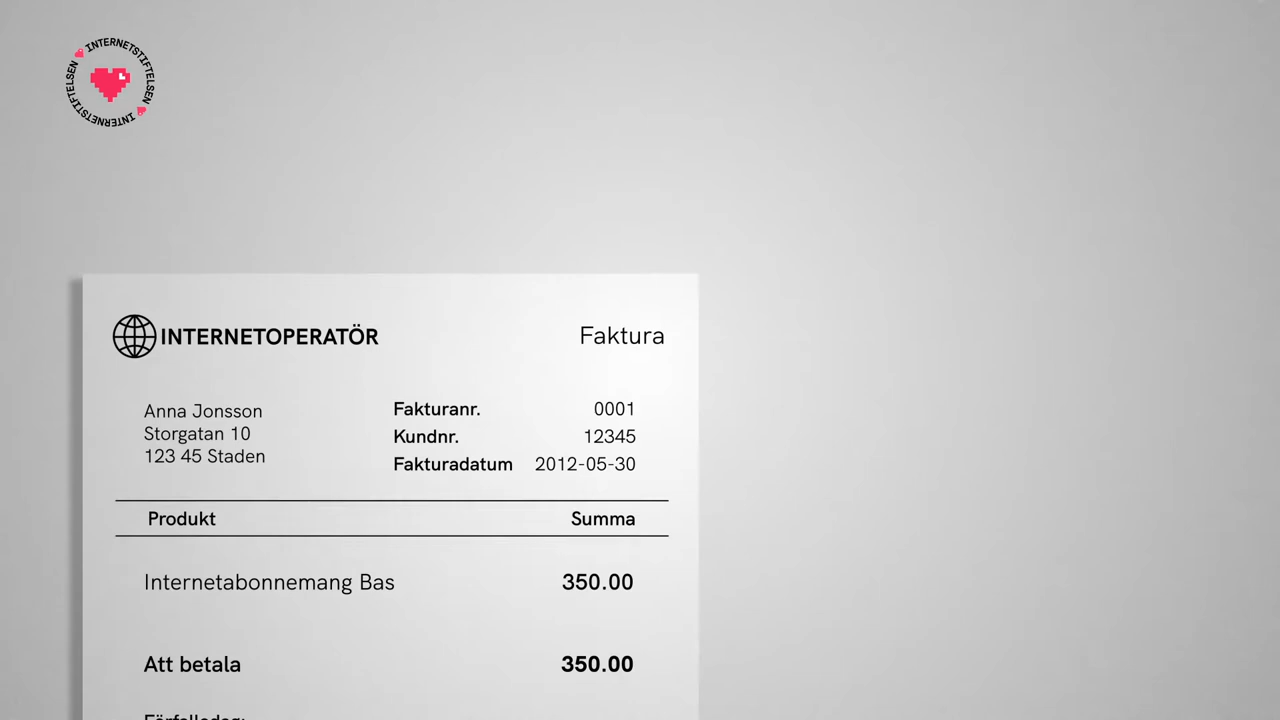 INTERNETSTIFTELSEN INTERNETSTIFTELSEN
INTERNETOPERATÖR
Faktura
Anna Jonsson
Storgatan 10
123 45 Staden
Fakturanr. 0001
Kundnr. 12345
Fakturadatum 2012-05-30
Produkt Summa
Internetabonnemang Bas 350.00
Att betala 350.00